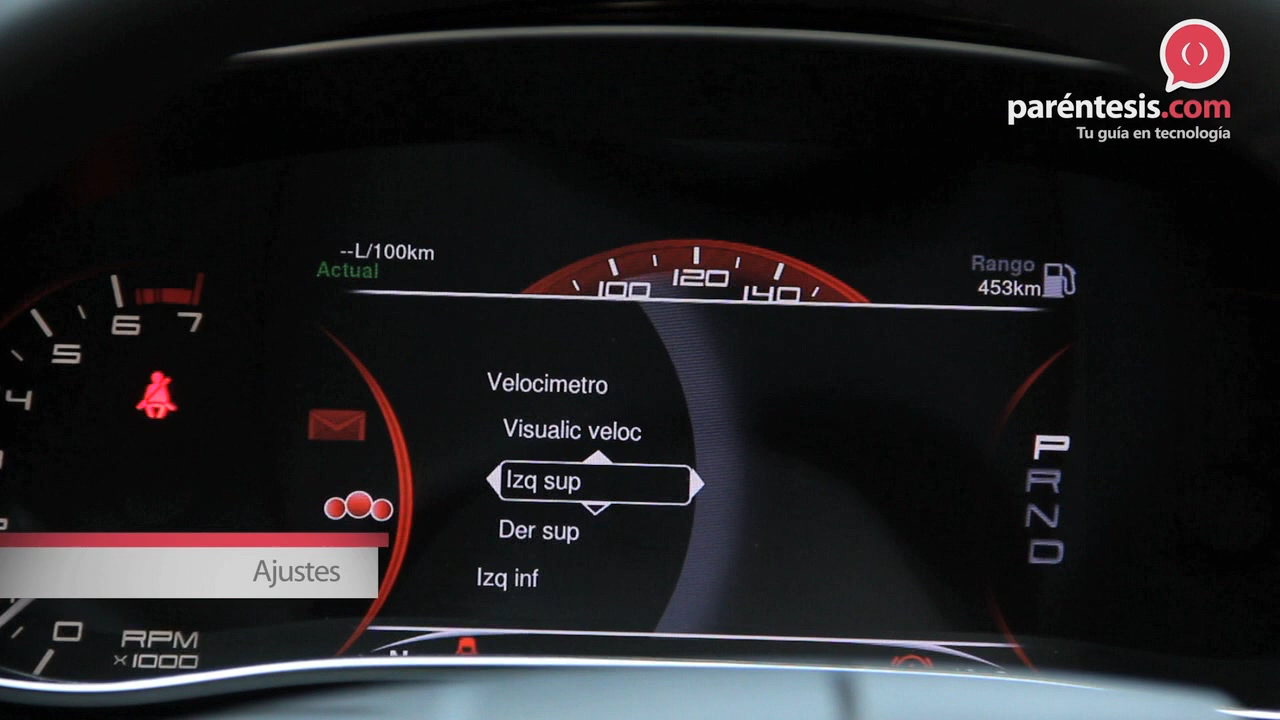 paréntesis.com
Tu guía en tecnología
--L/100km
Actual
100
120
140
Rango
453km
4
5
6
7
Velocimetro
Visualic veloc
Izq sup
Der sup
Izq inf
P
R
N
D
Ajustes
0
RPM
x1000
N